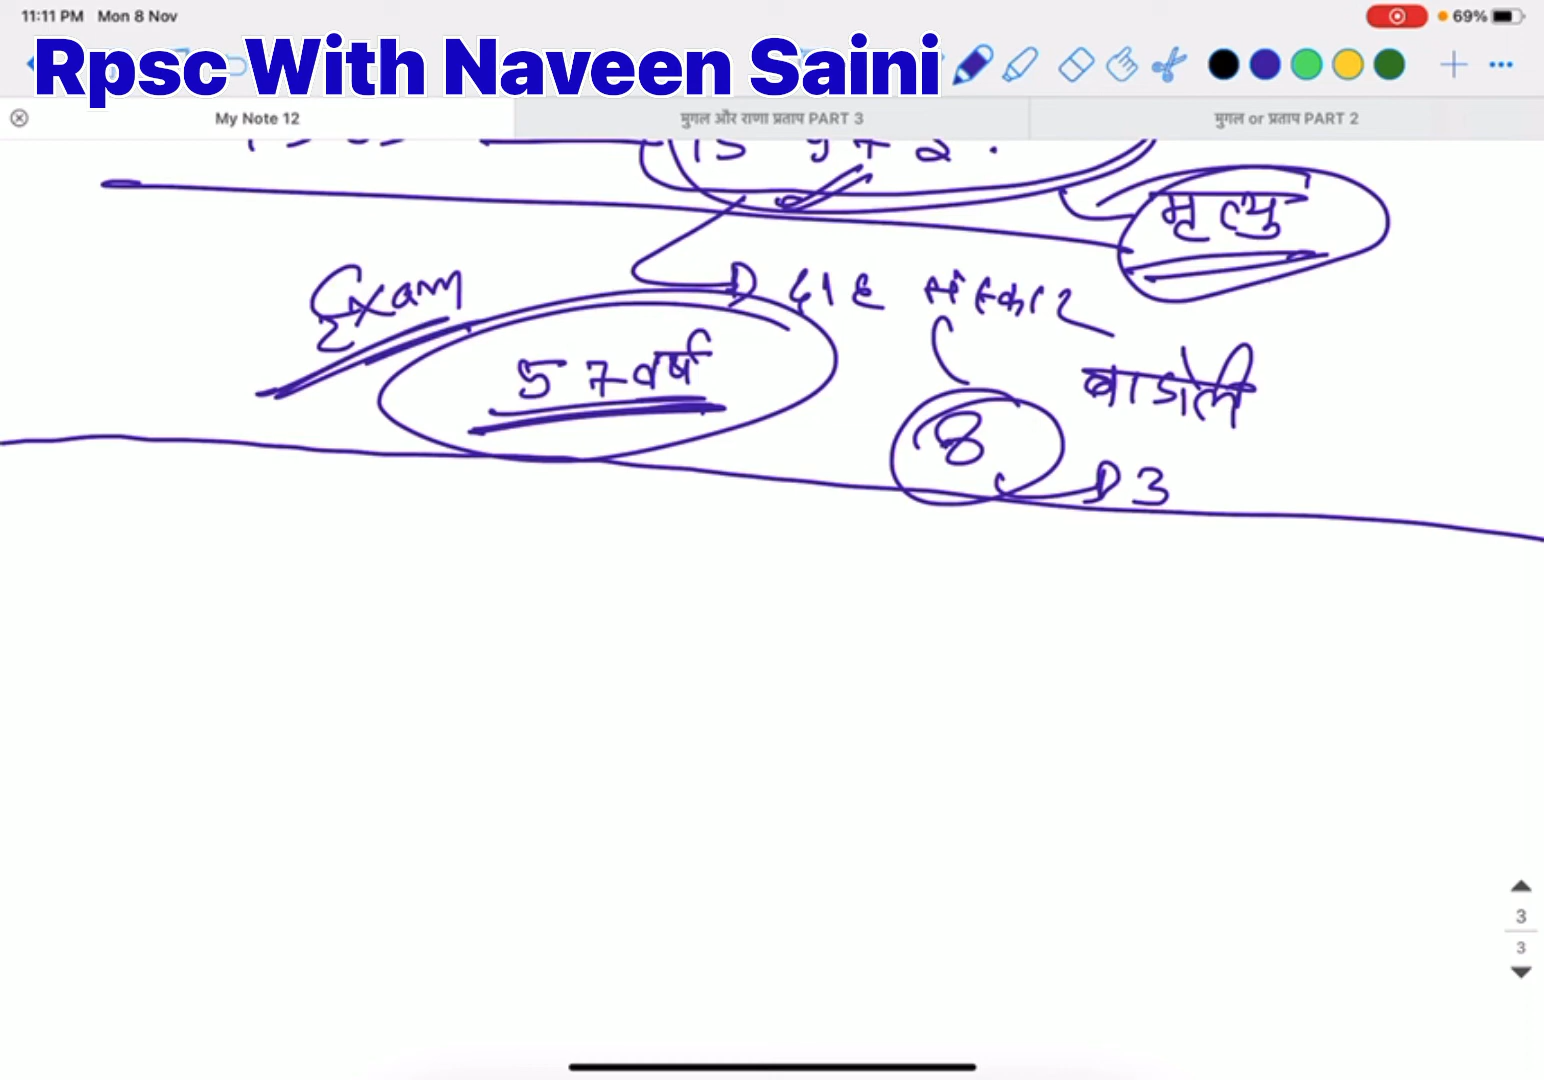 11:11 PM Mon 8 Nov 69%
Rpsc With Naveen Saini
My Note 12 मुगल और राणा प्रताप PART 3 मुगल or प्रताप PART 2
मृत्यु
Exam दाह संस्कार
57 वर्ष बाडोली
8
3
3
3